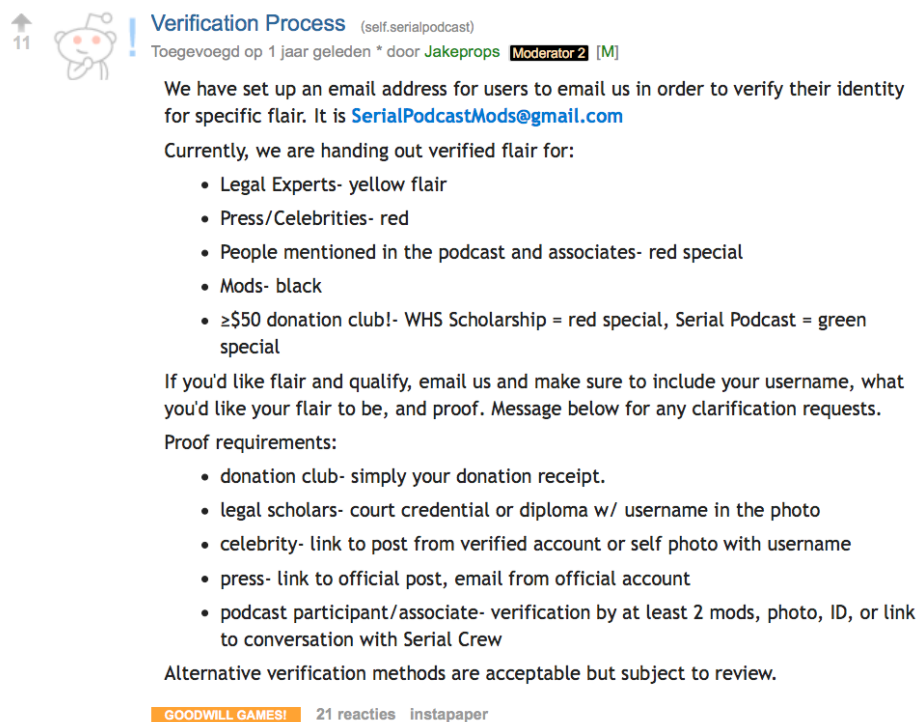 Verification Process (self.serialpodcast)
11
Toegevoegd op 1 jaar geleden * door Jakeprops Moderator 2 [M]
We have set up an email address for users to email us in order to verify their identity
for specific flair. It is SerialPodcastMods@gmail.com
Currently, we are handing out verified flair for:
• Legal Experts- yellow flair
• Press/Celebrities- red
• People mentioned in the podcast and associates- red special
• Mods- black
• ≥$50 donation club!- WHS Scholarship = red special, Serial Podcast = green
special
If you'd like flair and qualify, email us and make sure to include your username, what
you'd like your flair to be, and proof. Message below for any clarification requests.
Proof requirements:
• donation club- simply your donation receipt.
• legal scholars- court credential or diploma w/ username in the photo
• celebrity- link to post from verified account or self photo with username
• press- link to official post, email from official account
• podcast participant/associate- verification by at least 2 mods, photo, ID, or link
to conversation with Serial Crew
Alternative verification methods are acceptable but subject to review.
GOODWILL GAMES! 21 reacties instapaper